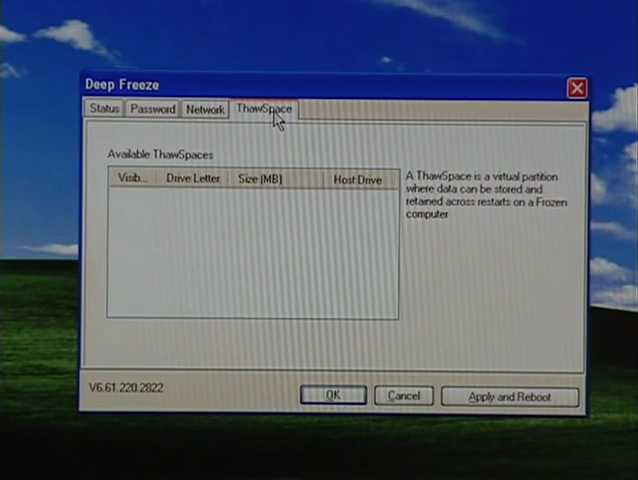 Deep Freeze
Status Password Network ThawSpace
Available ThawSpaces
Visib... Drive Letter Size (MB) Host Drive
A ThawSpace is a virtual partition
where data can be stored and
retained across restarts on a Frozen
computer
V6.61.220.2822
OK Cancel Apply and Reboot